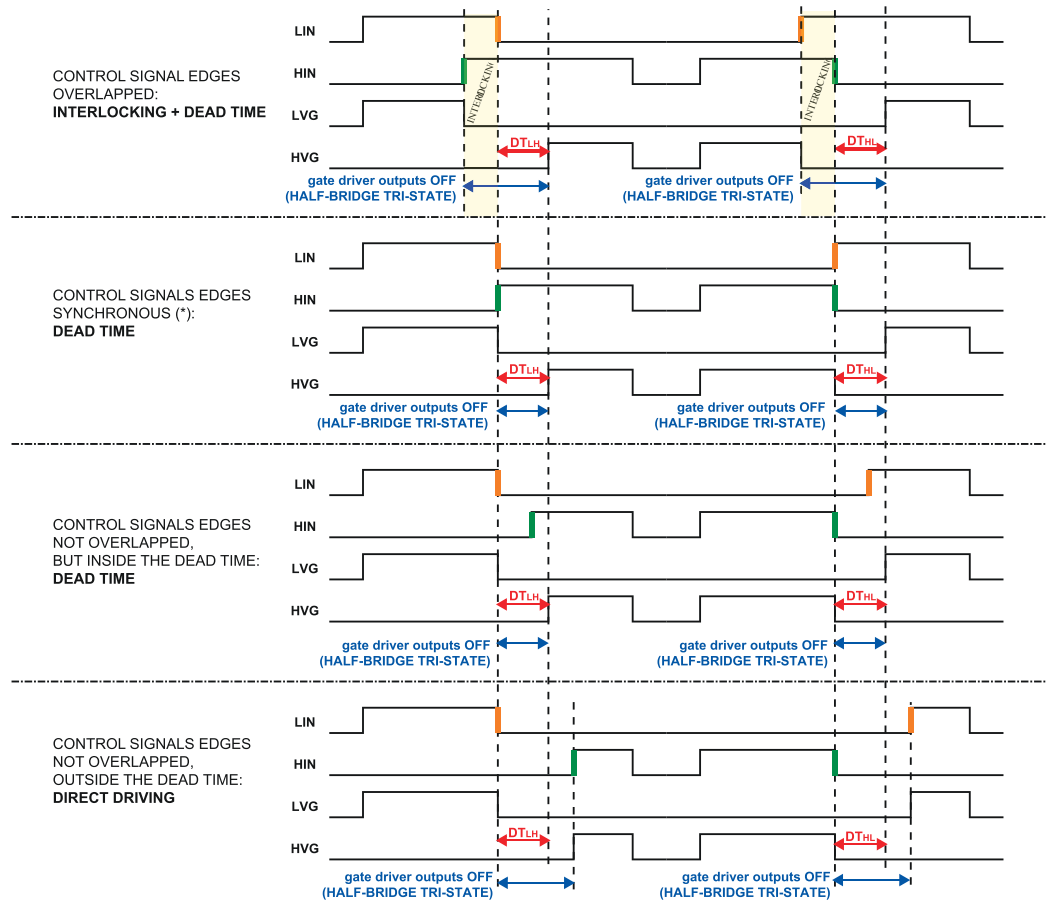 LIN
HIN
CONTROL SIGNAL EDGES
OVERLAPPED:
INTERLOCKING + DEAD TIME
INTERLOCKING
INTERLOCKING
LVG
HVG
DTLH
DTHL
gate driver outputs OFF
(HALF-BRIDGE TRI-STATE)
gate driver outputs OFF
(HALF-BRIDGE TRI-STATE)
LIN
CONTROL SIGNALS EDGES
SYNCHRONOUS (*):
DEAD TIME
HIN
LVG
HVG
DTLH
DTHL
gate driver outputs OFF
(HALF-BRIDGE TRI-STATE)
gate driver outputs OFF
(HALF-BRIDGE TRI-STATE)
LIN
CONTROL SIGNALS EDGES
NOT OVERLAPPED,
BUT INSIDE THE DEAD TIME:
DEAD TIME
HIN
LVG
HVG
DTLH
DTHL
gate driver outputs OFF
(HALF-BRIDGE TRI-STATE)
gate driver outputs OFF
(HALF-BRIDGE TRI-STATE)
LIN
CONTROL SIGNALS EDGES
NOT OVERLAPPED,
OUTSIDE THE DEAD TIME:
DIRECT DRIVING
HIN
LVG
HVG
DTLH
DTHL
gate driver outputs OFF
(HALF-BRIDGE TRI-STATE)
gate driver outputs OFF
(HALF-BRIDGE TRI-STATE)